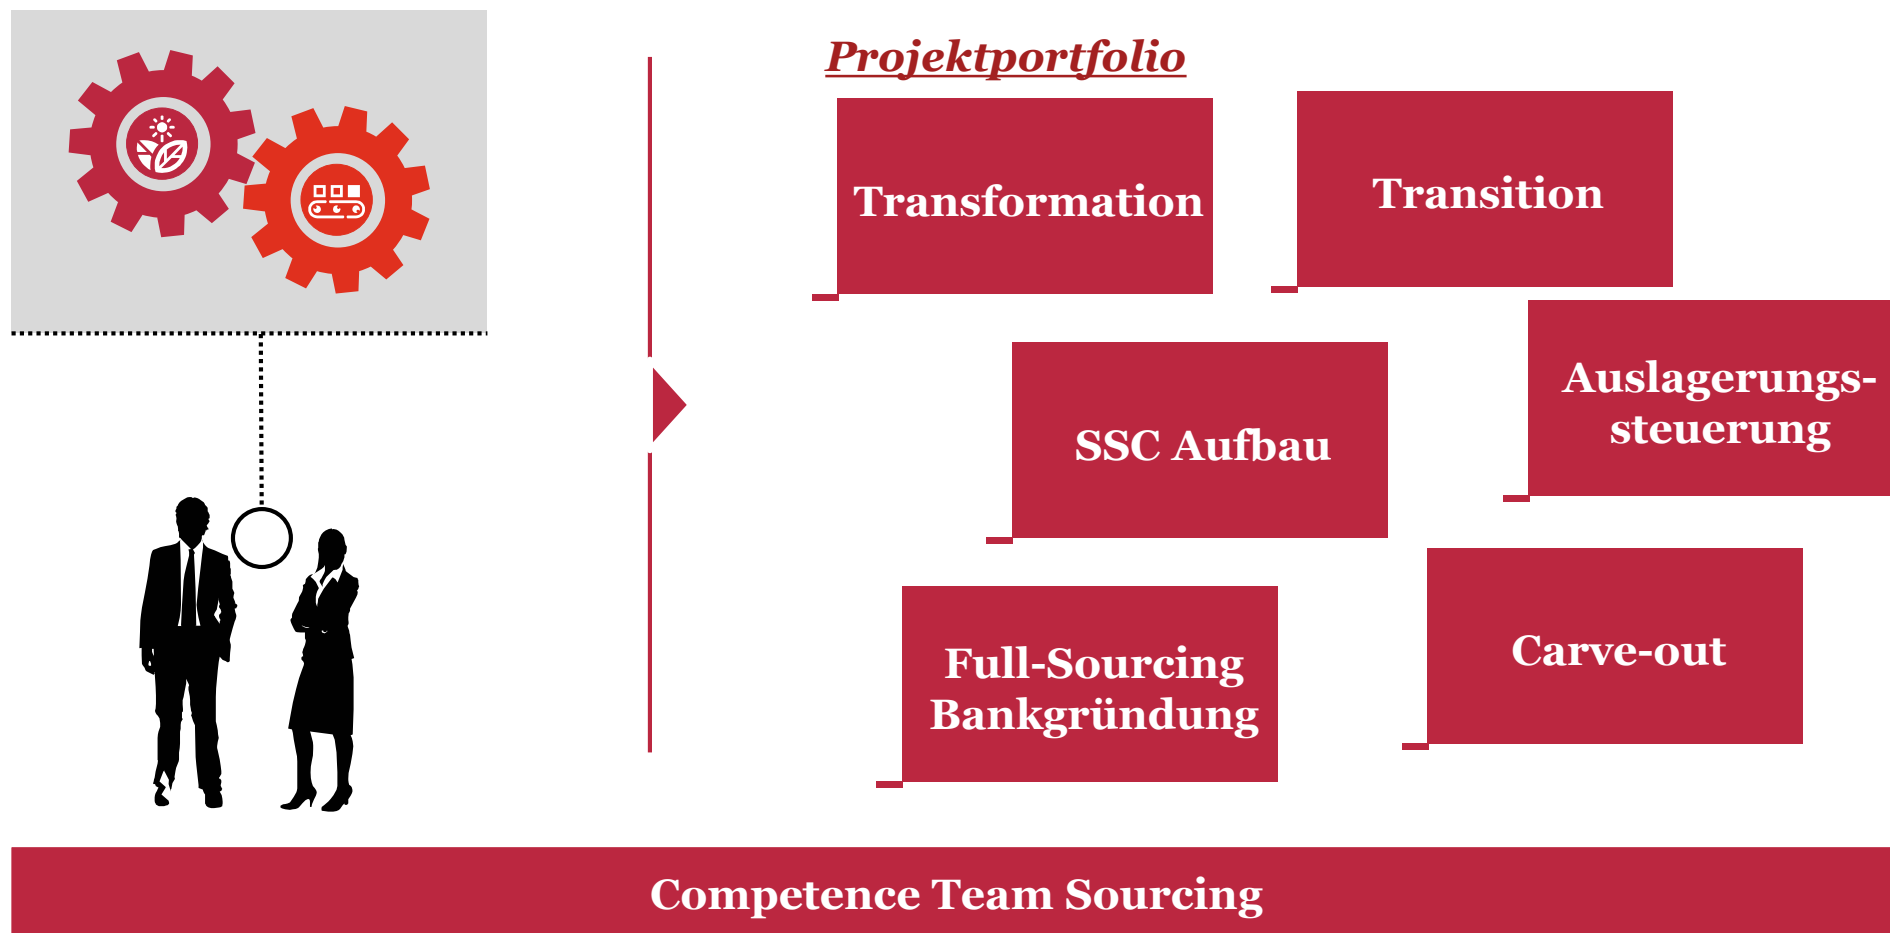 Projektportfolio
Transformation
Transition
Auslagerungs-
steuerung
SSC Aufbau
Full-Sourcing
Bankgründung
Carve-out
Competence Team Sourcing